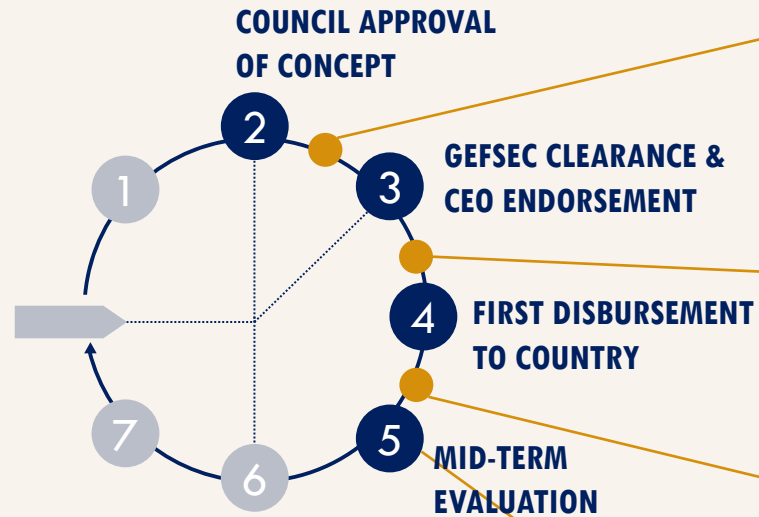 COUNCIL APPROVAL
OF CONCEPT
2
1
3
GEFSEC CLEARANCE &
CEO ENDORSEMENT
4
FIRST DISBURSEMENT
TO COUNTRY
7
5
6
MID-TERM
EVALUATION